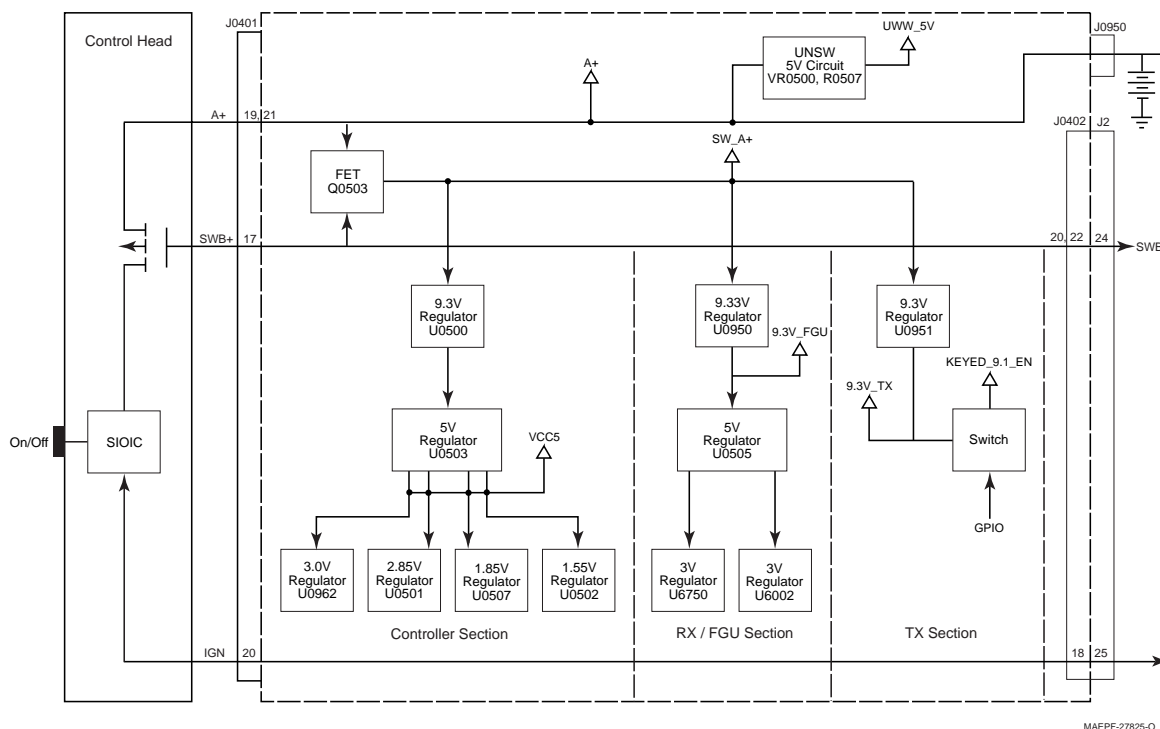 J0401
J0950
Control Head
UWW_5V
UNSW
5V Circuit
VR0500, R0507
A+
A+
19, 21
J0402
J2
SW_A+
FET
Q0503
SWB+
17
20, 22
24
SWB
9.3V
Regulator
U0500
9.33V
Regulator
U0950
9.3V
Regulator
U0951
9.3V_FGU
KEYED_9.1_EN
9.3V_TX
On/Off
SIOIC
5V
Regulator
U0503
VCC5
5V
Regulator
U0505
Switch
GPIO
3.0V
Regulator
U0962
2.85V
Regulator
U0501
1.85V
Regulator
U0507
1.55V
Regulator
U0502
3V
Regulator
U6750
3V
Regulator
U6002
Controller Section
RX / FGU Section
TX Section
IGN
20
18
25
MAEPF-27825-O